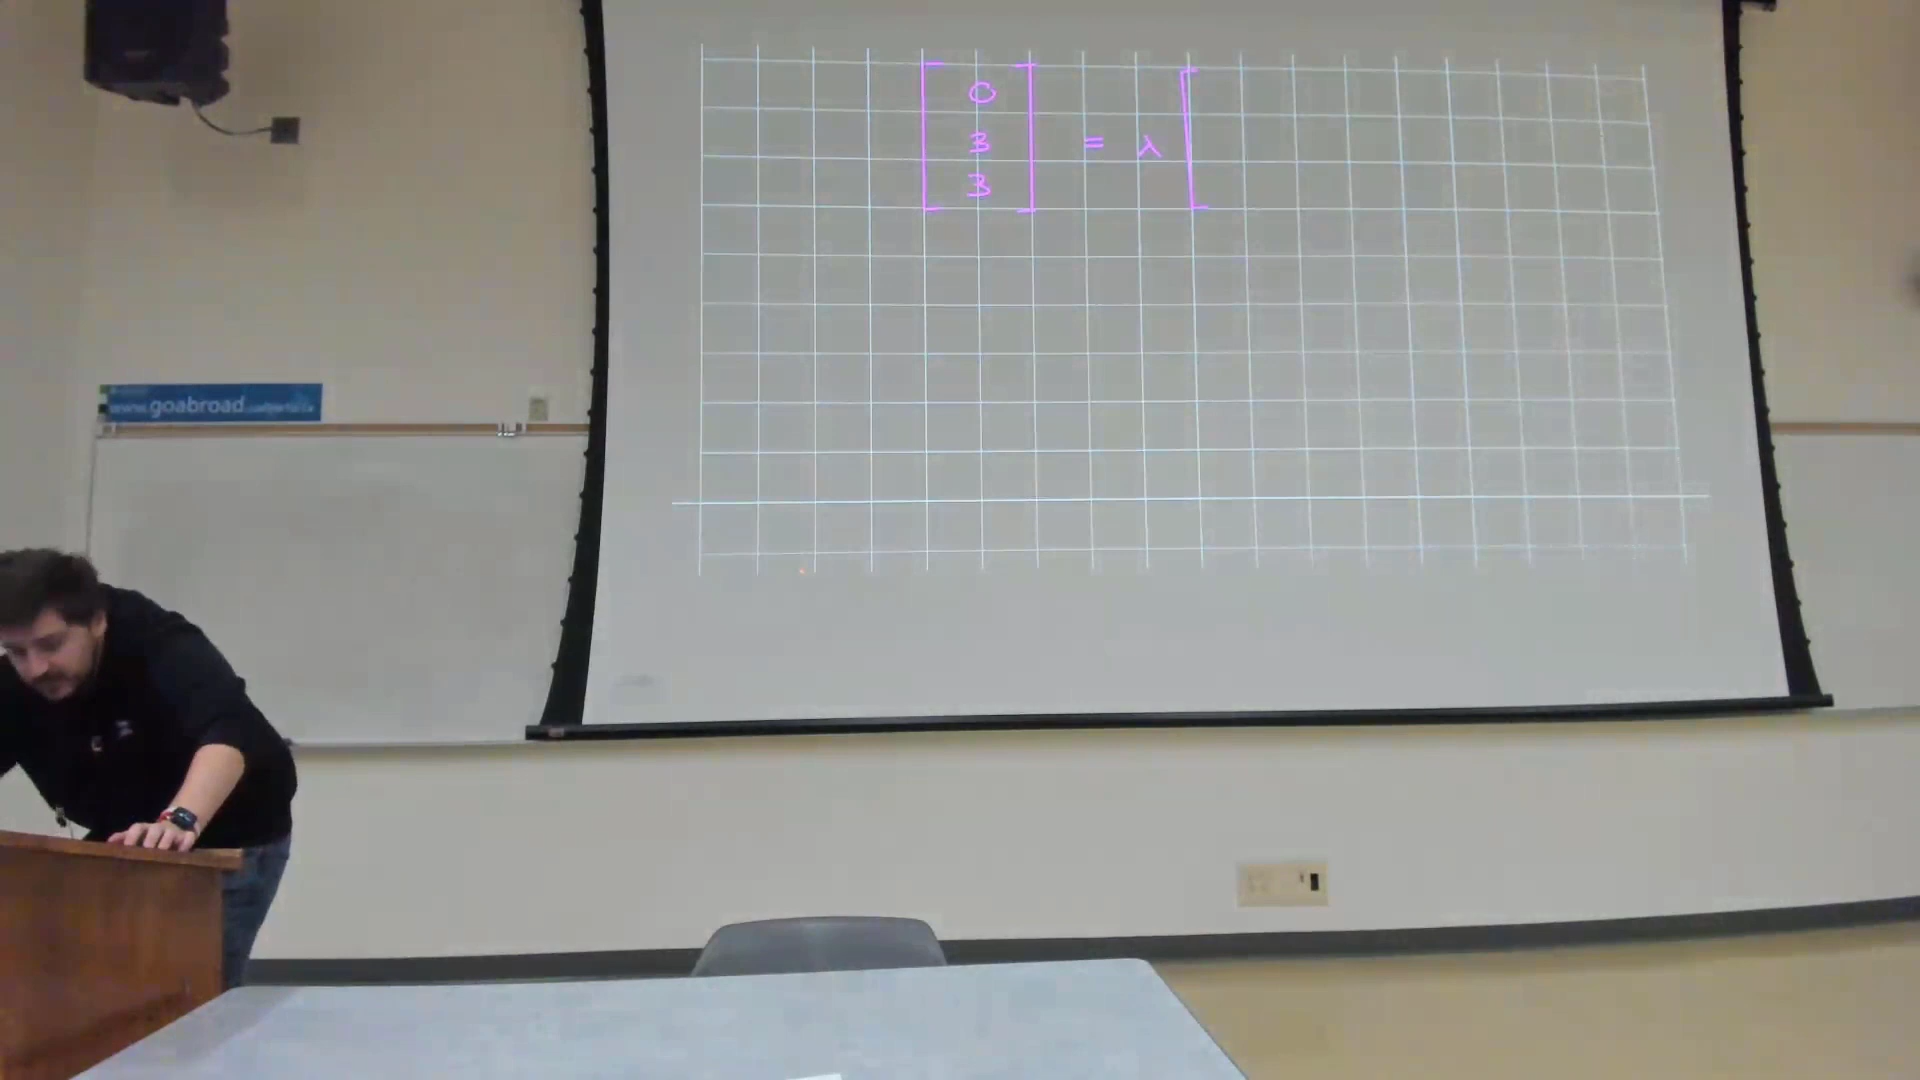 [ 0 ]
[ 3 ] = λ [
[ 3 ]
www.goabroad.